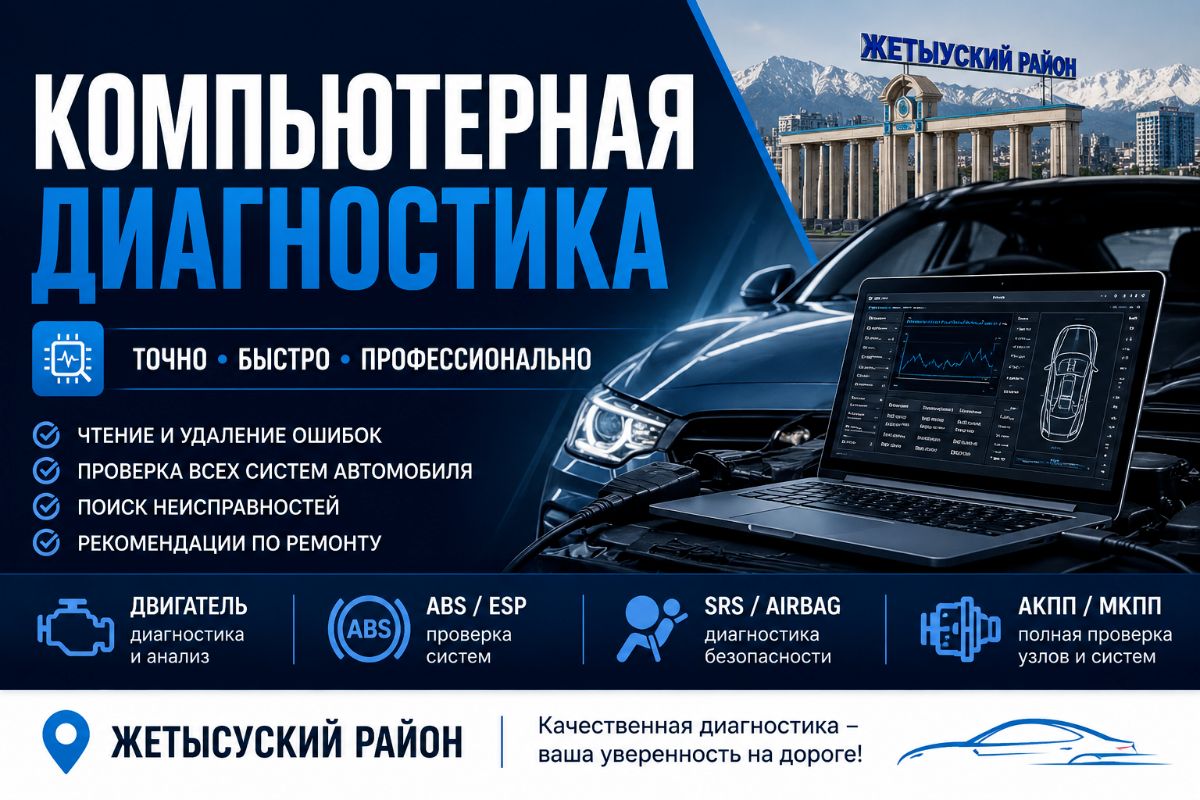 ЖЕТЫУСКИЙ РАЙОН
КОМПЬЮТЕРНАЯ
ДИАГНОСТИКА
ТОЧНО • БЫСТРО • ПРОФЕССИОНАЛЬНО
ЧТЕНИЕ И УДАЛЕНИЕ ОШИБОК
ПРОВЕРКА ВСЕХ СИСТЕМ АВТОМОБИЛЯ
ПОИСК НЕИСПРАВНОСТЕЙ
РЕКОМЕНДАЦИИ ПО РЕМОНТУ
ДВИГАТЕЛЬ
диагностика
и анализ
ABS
ABS / ESP
проверка
систем
SRS / AIRBAG
диагностика
безопасности
АКПП / МКПП
полная проверка
узлов и систем
ЖЕТЫСУСКИЙ РАЙОН
Качественная диагностика –
ваша уверенность на дороге!